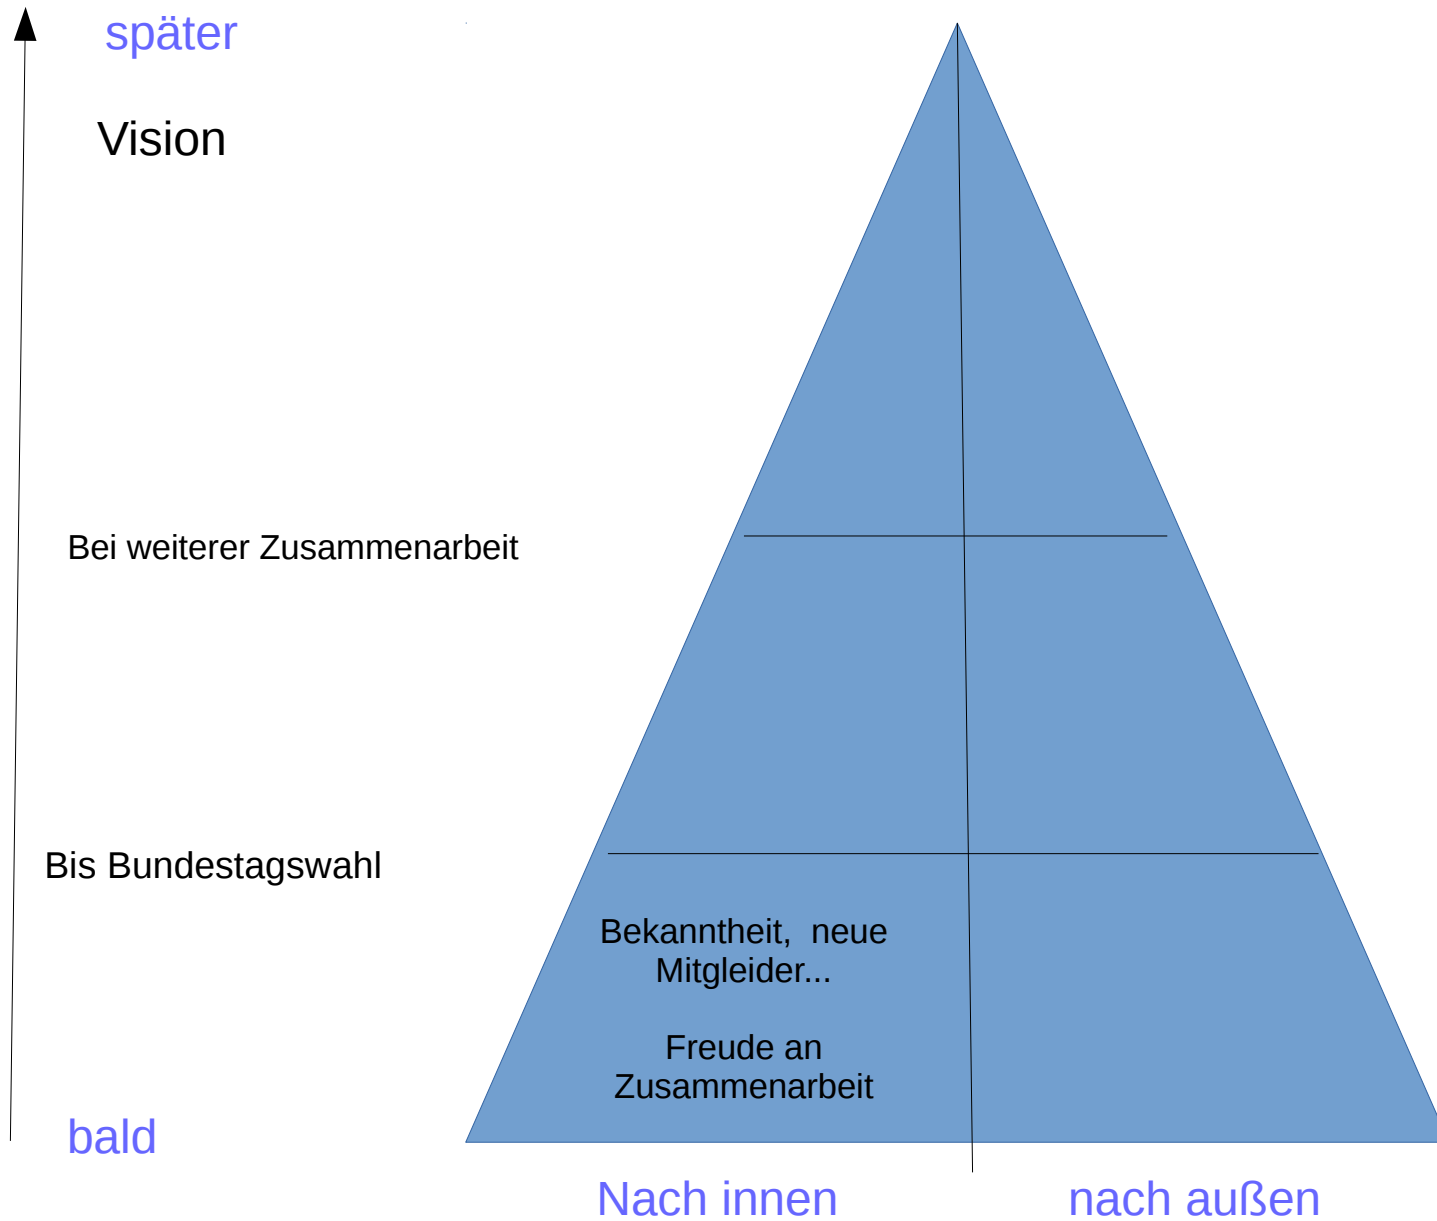 später
Vision
Bei weiterer Zusammenarbeit
Bis Bundestagswahl
Bekanntheit,  neue
Mitgleider...
Freude an
Zusammenarbeit
bald
Nach innen
nach außen